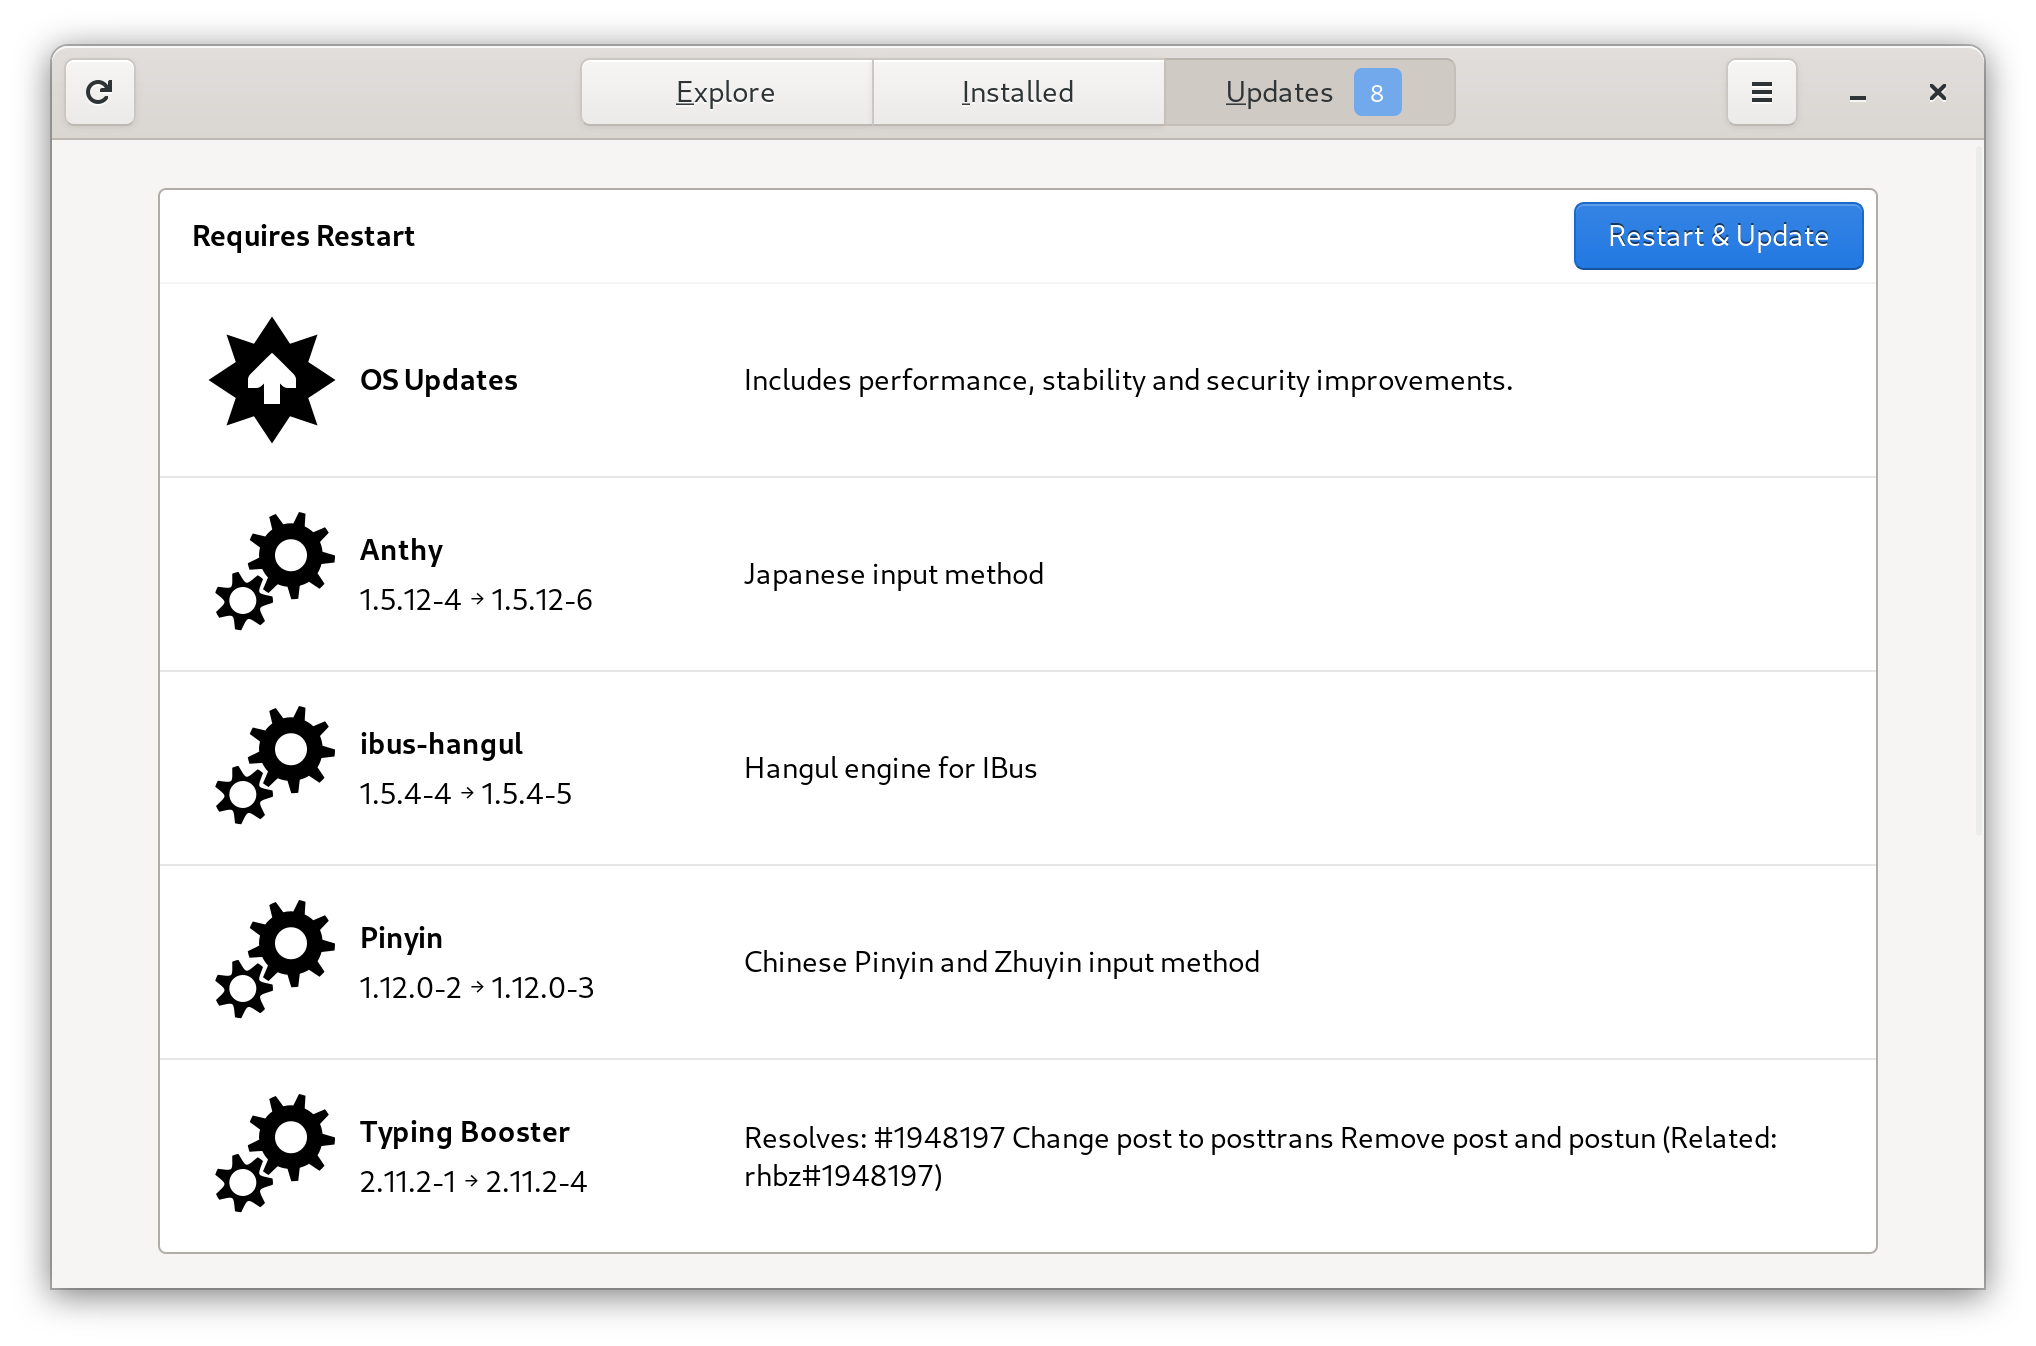 Explore
Installed
Updates 8
Requires Restart
Restart & Update
OS Updates
Includes performance, stability and security improvements.
Anthy
1.5.12-4 → 1.5.12-6
Japanese input method
ibus-hangul
1.5.4-4 → 1.5.4-5
Hangul engine for IBus
Pinyin
1.12.0-2 → 1.12.0-3
Chinese Pinyin and Zhuyin input method
Typing Booster
2.11.2-1 → 2.11.2-4
Resolves: #1948197 Change post to posttrans Remove post and postun (Related:
rhbz#1948197)